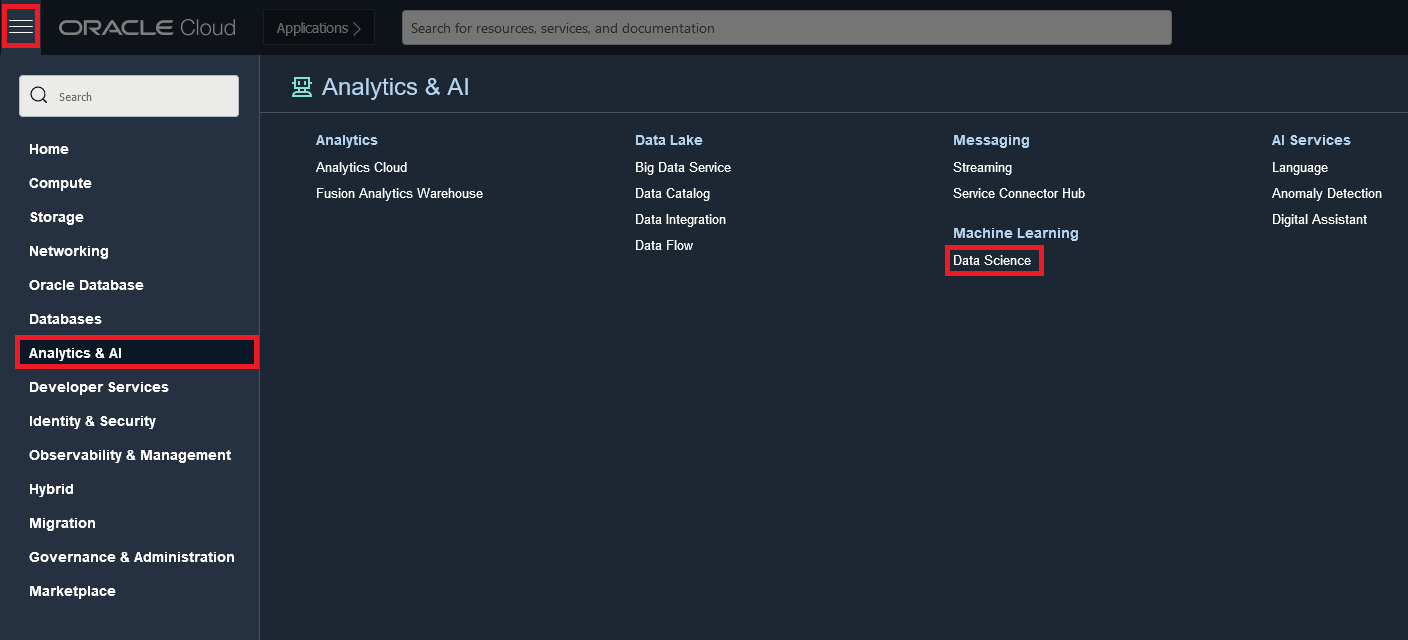 ORACLE Cloud
Applications
Search for resources, services, and documentation
Search
Home
Compute
Storage
Networking
Oracle Database
Databases
Analytics & AI
Developer Services
Identity & Security
Observability & Management
Hybrid
Migration
Governance & Administration
Marketplace
Analytics & AI
Analytics
Analytics Cloud
Fusion Analytics Warehouse
Data Lake
Big Data Service
Data Catalog
Data Integration
Data Flow
Messaging
Streaming
Service Connector Hub
Machine Learning
Data Science
AI Services
Language
Anomaly Detection
Digital Assistant